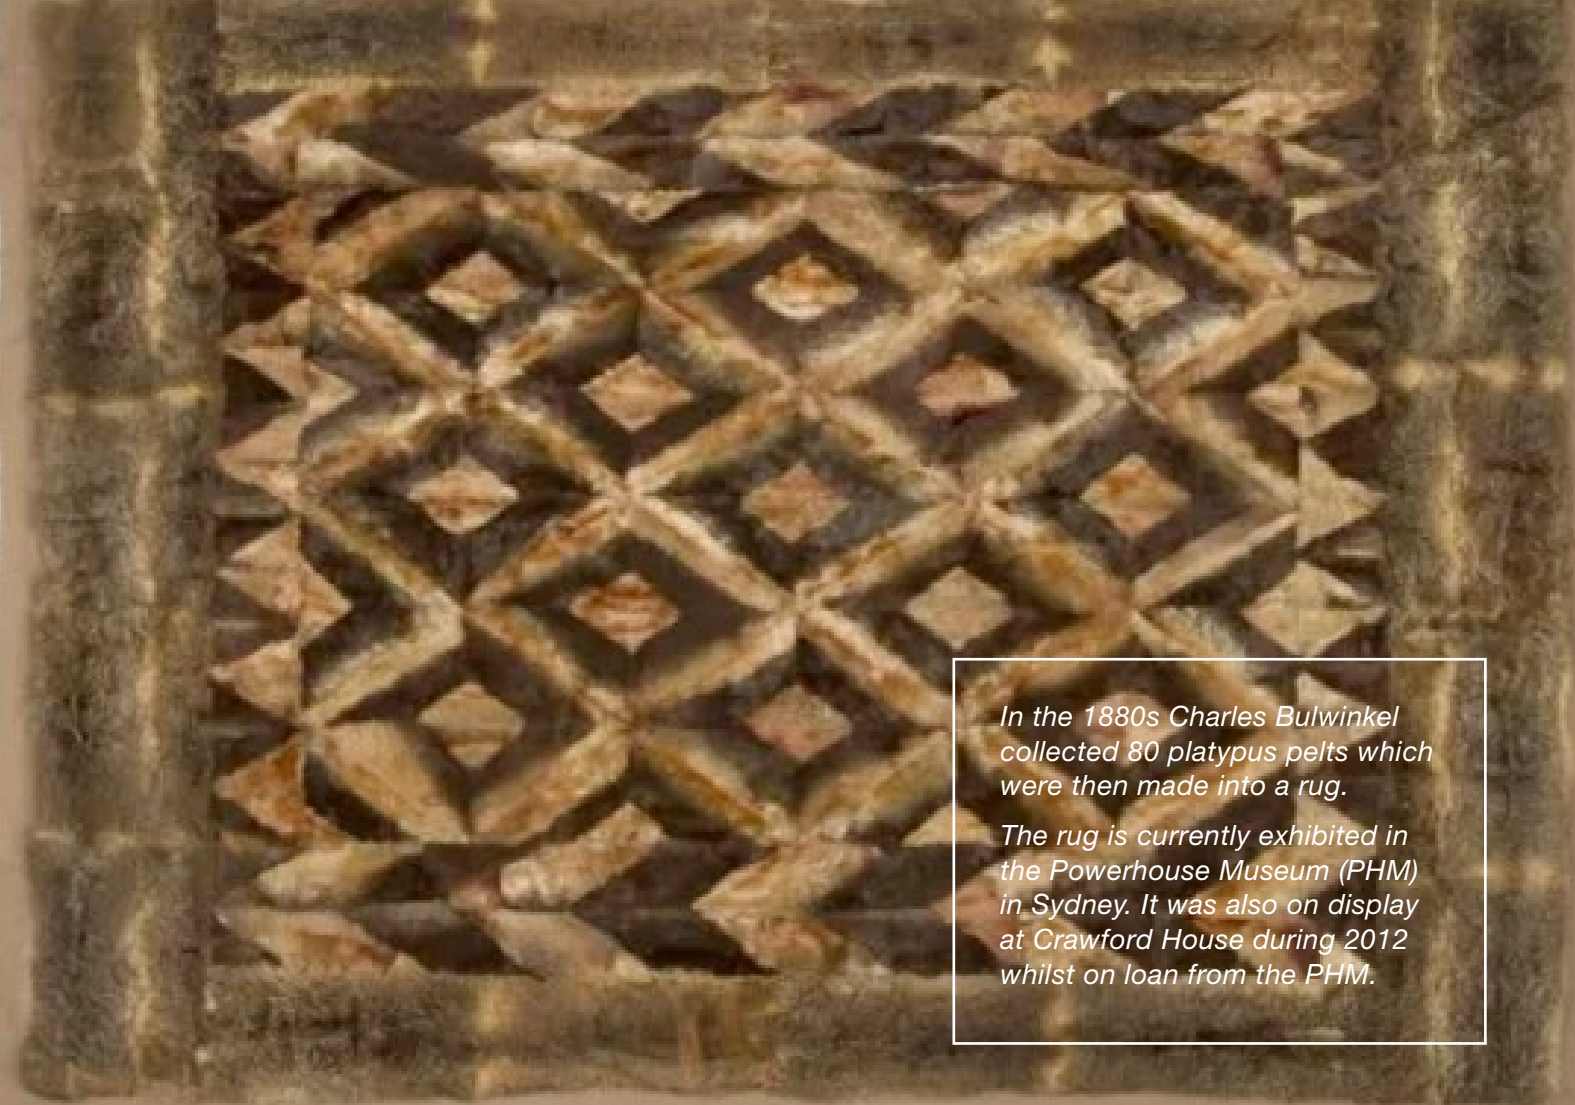 In the 1880s Charles Bulwinkel
collected 80 platypus pelts which
were then made into a rug.
The rug is currently exhibited in
the Powerhouse Museum (PHM)
in Sydney. It was also on display
at Crawford House during 2012
whilst on loan from the PHM.